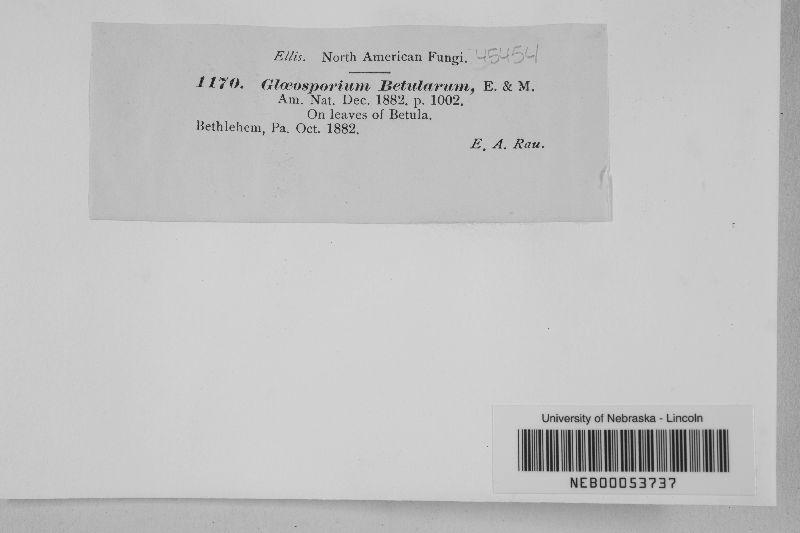 Ellis. North American Fungi. 45454
1170. Glœosporium Betularum, E. & M.
Am. Nat. Dec. 1882. p. 1002.
On leaves of Betula.
Bethlehem, Pa. Oct. 1882.
E. A. Rau.
University of Nebraska - Lincoln
NEB00053737